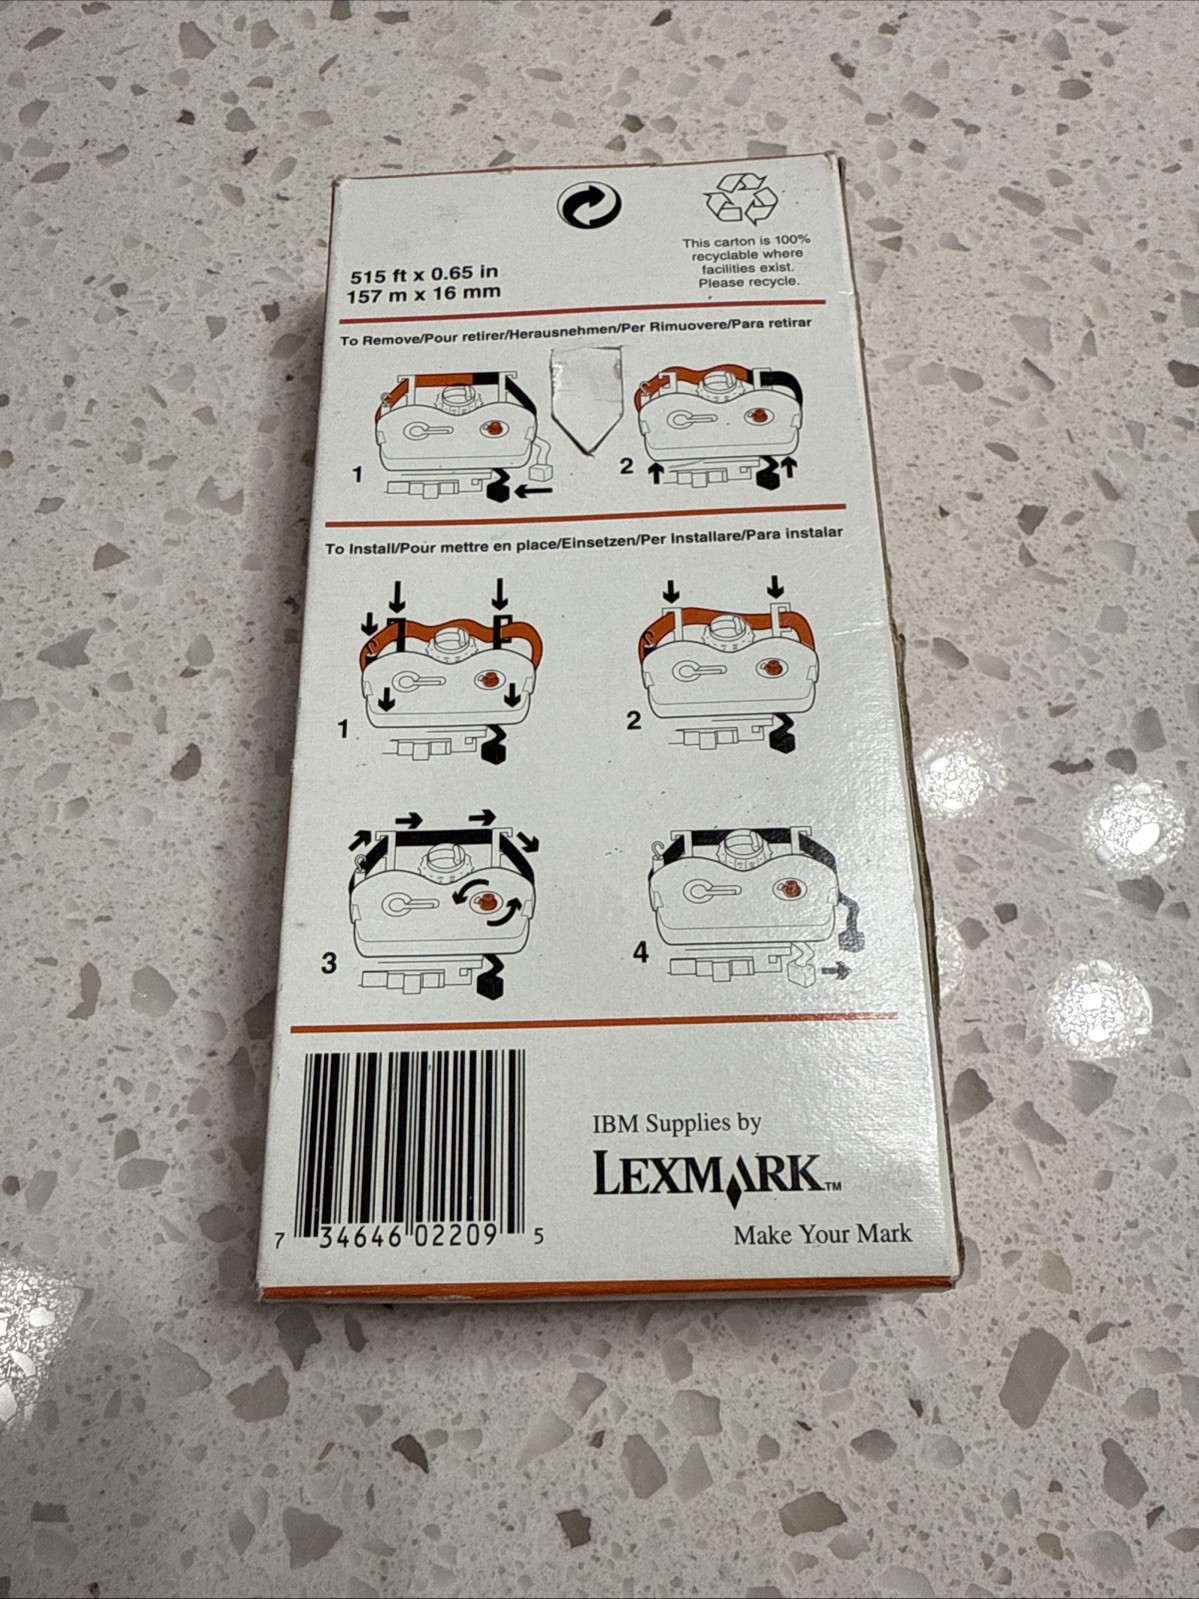 515 ft x 0.65 in
157 m x 16 mm
This carton is 100%
recyclable where
facilities exist.
Please recycle.
To Remove/Pour retirer/Herausnehmen/Per Rimuovere/Para retirar
1
2
To Install/Pour mettre en place/Einsetzen/Per Installare/Para instalar
1
2
3
4
7 34646 02209 5
IBM Supplies by
LEXMARK™
Make Your Mark